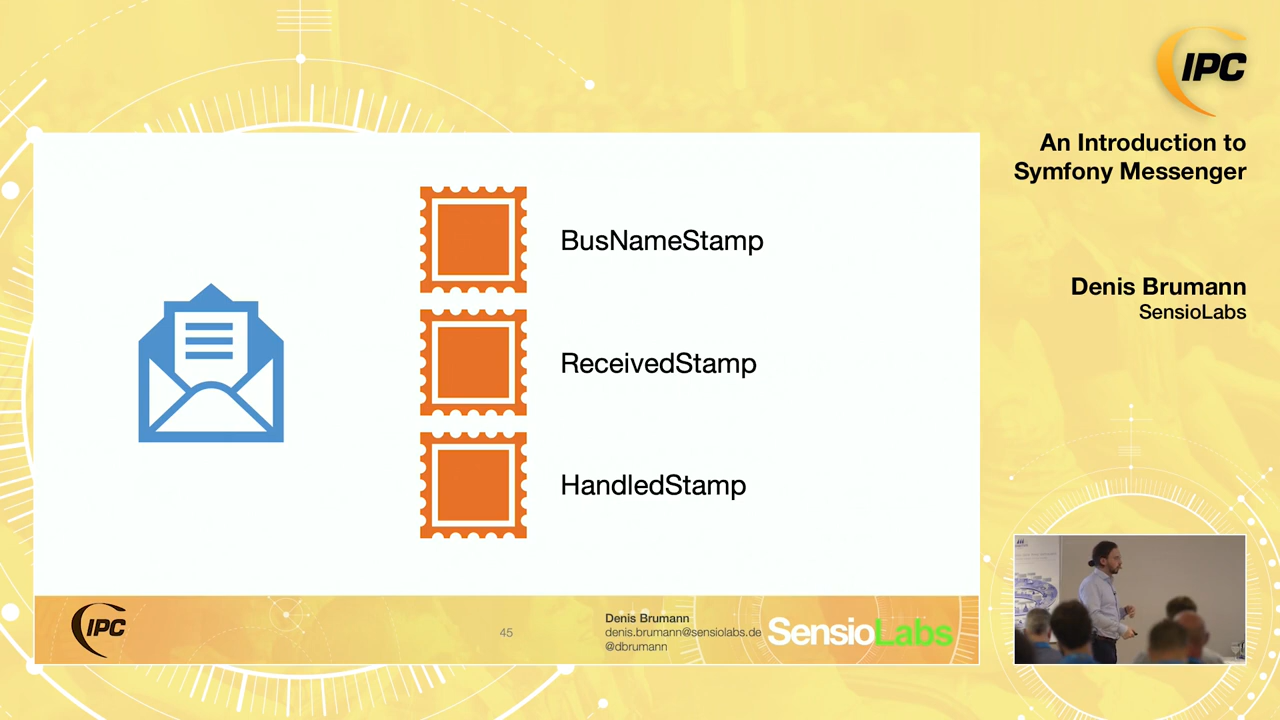 IPC
An Introduction to
Symfony Messenger
Denis Brumann
SensioLabs
BusNameStamp
ReceivedStamp
HandledStamp
IPC
45
Denis Brumann
denis.brumann@sensiolabs.de
@dbrumann
SensioLabs